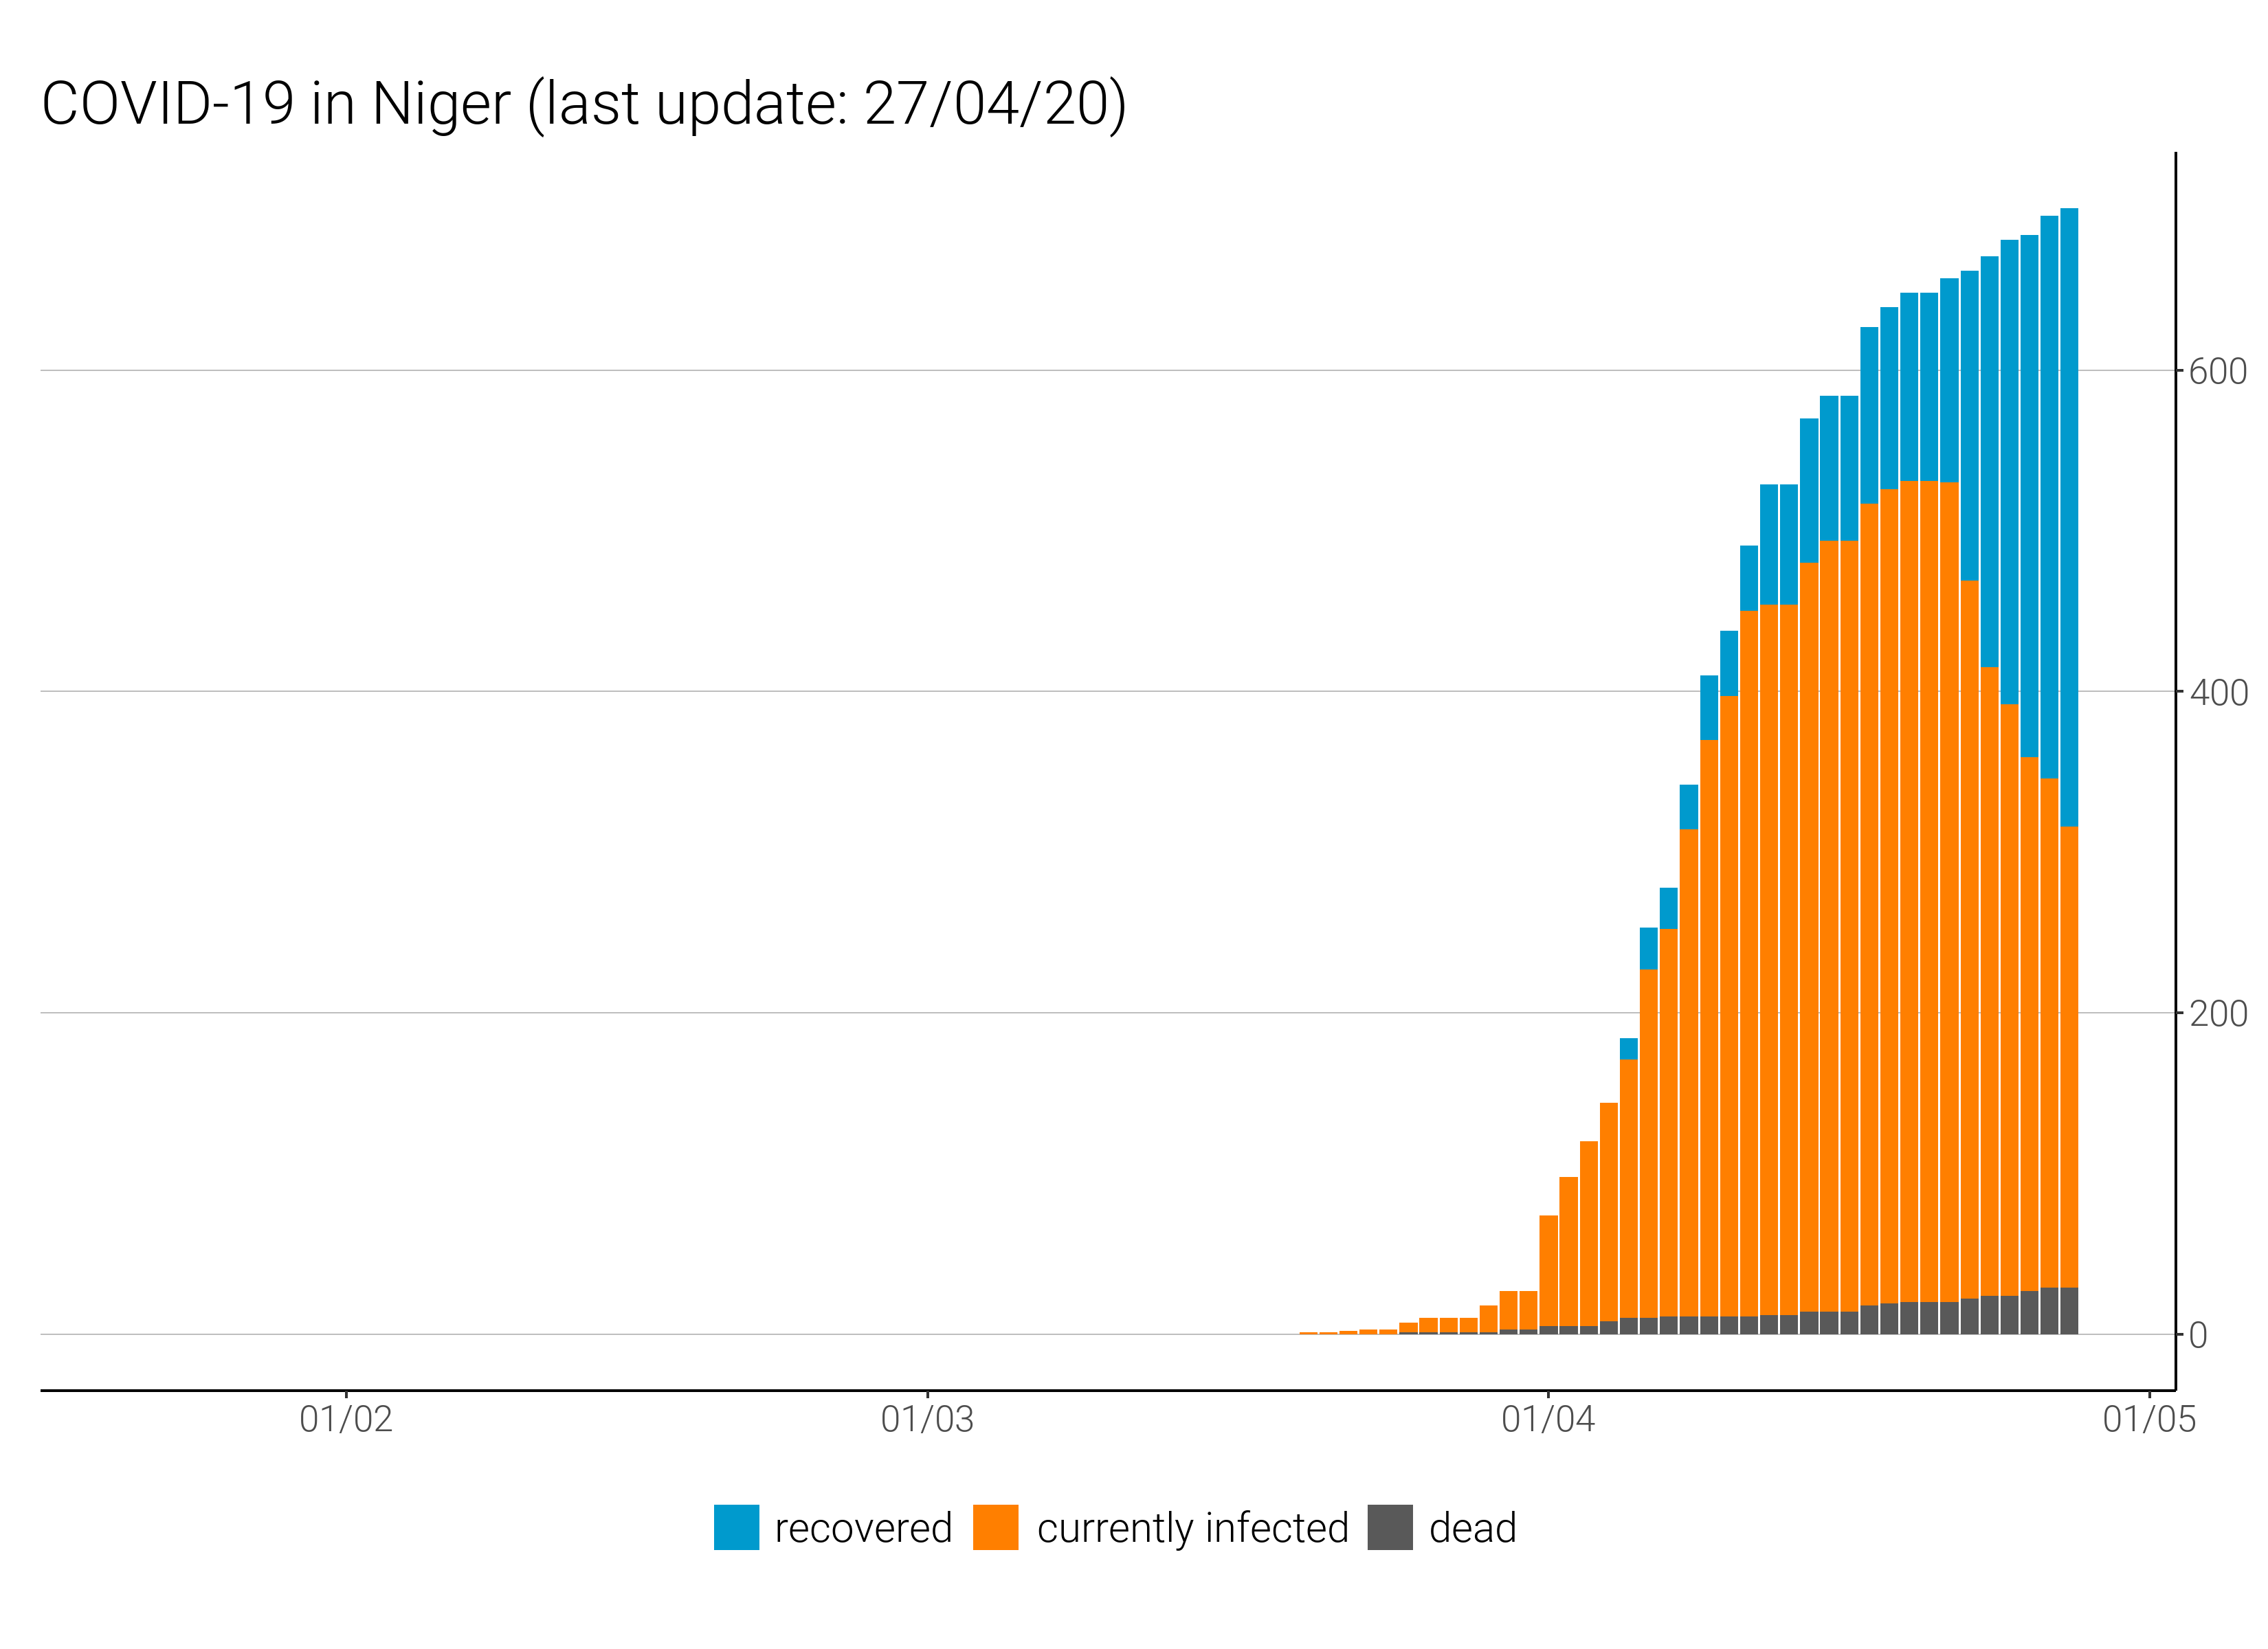 COVID-19 in Niger (last update: 27/04/20)
600
400
200
0
01/02 01/03 01/04 01/05
recovered currently infected dead